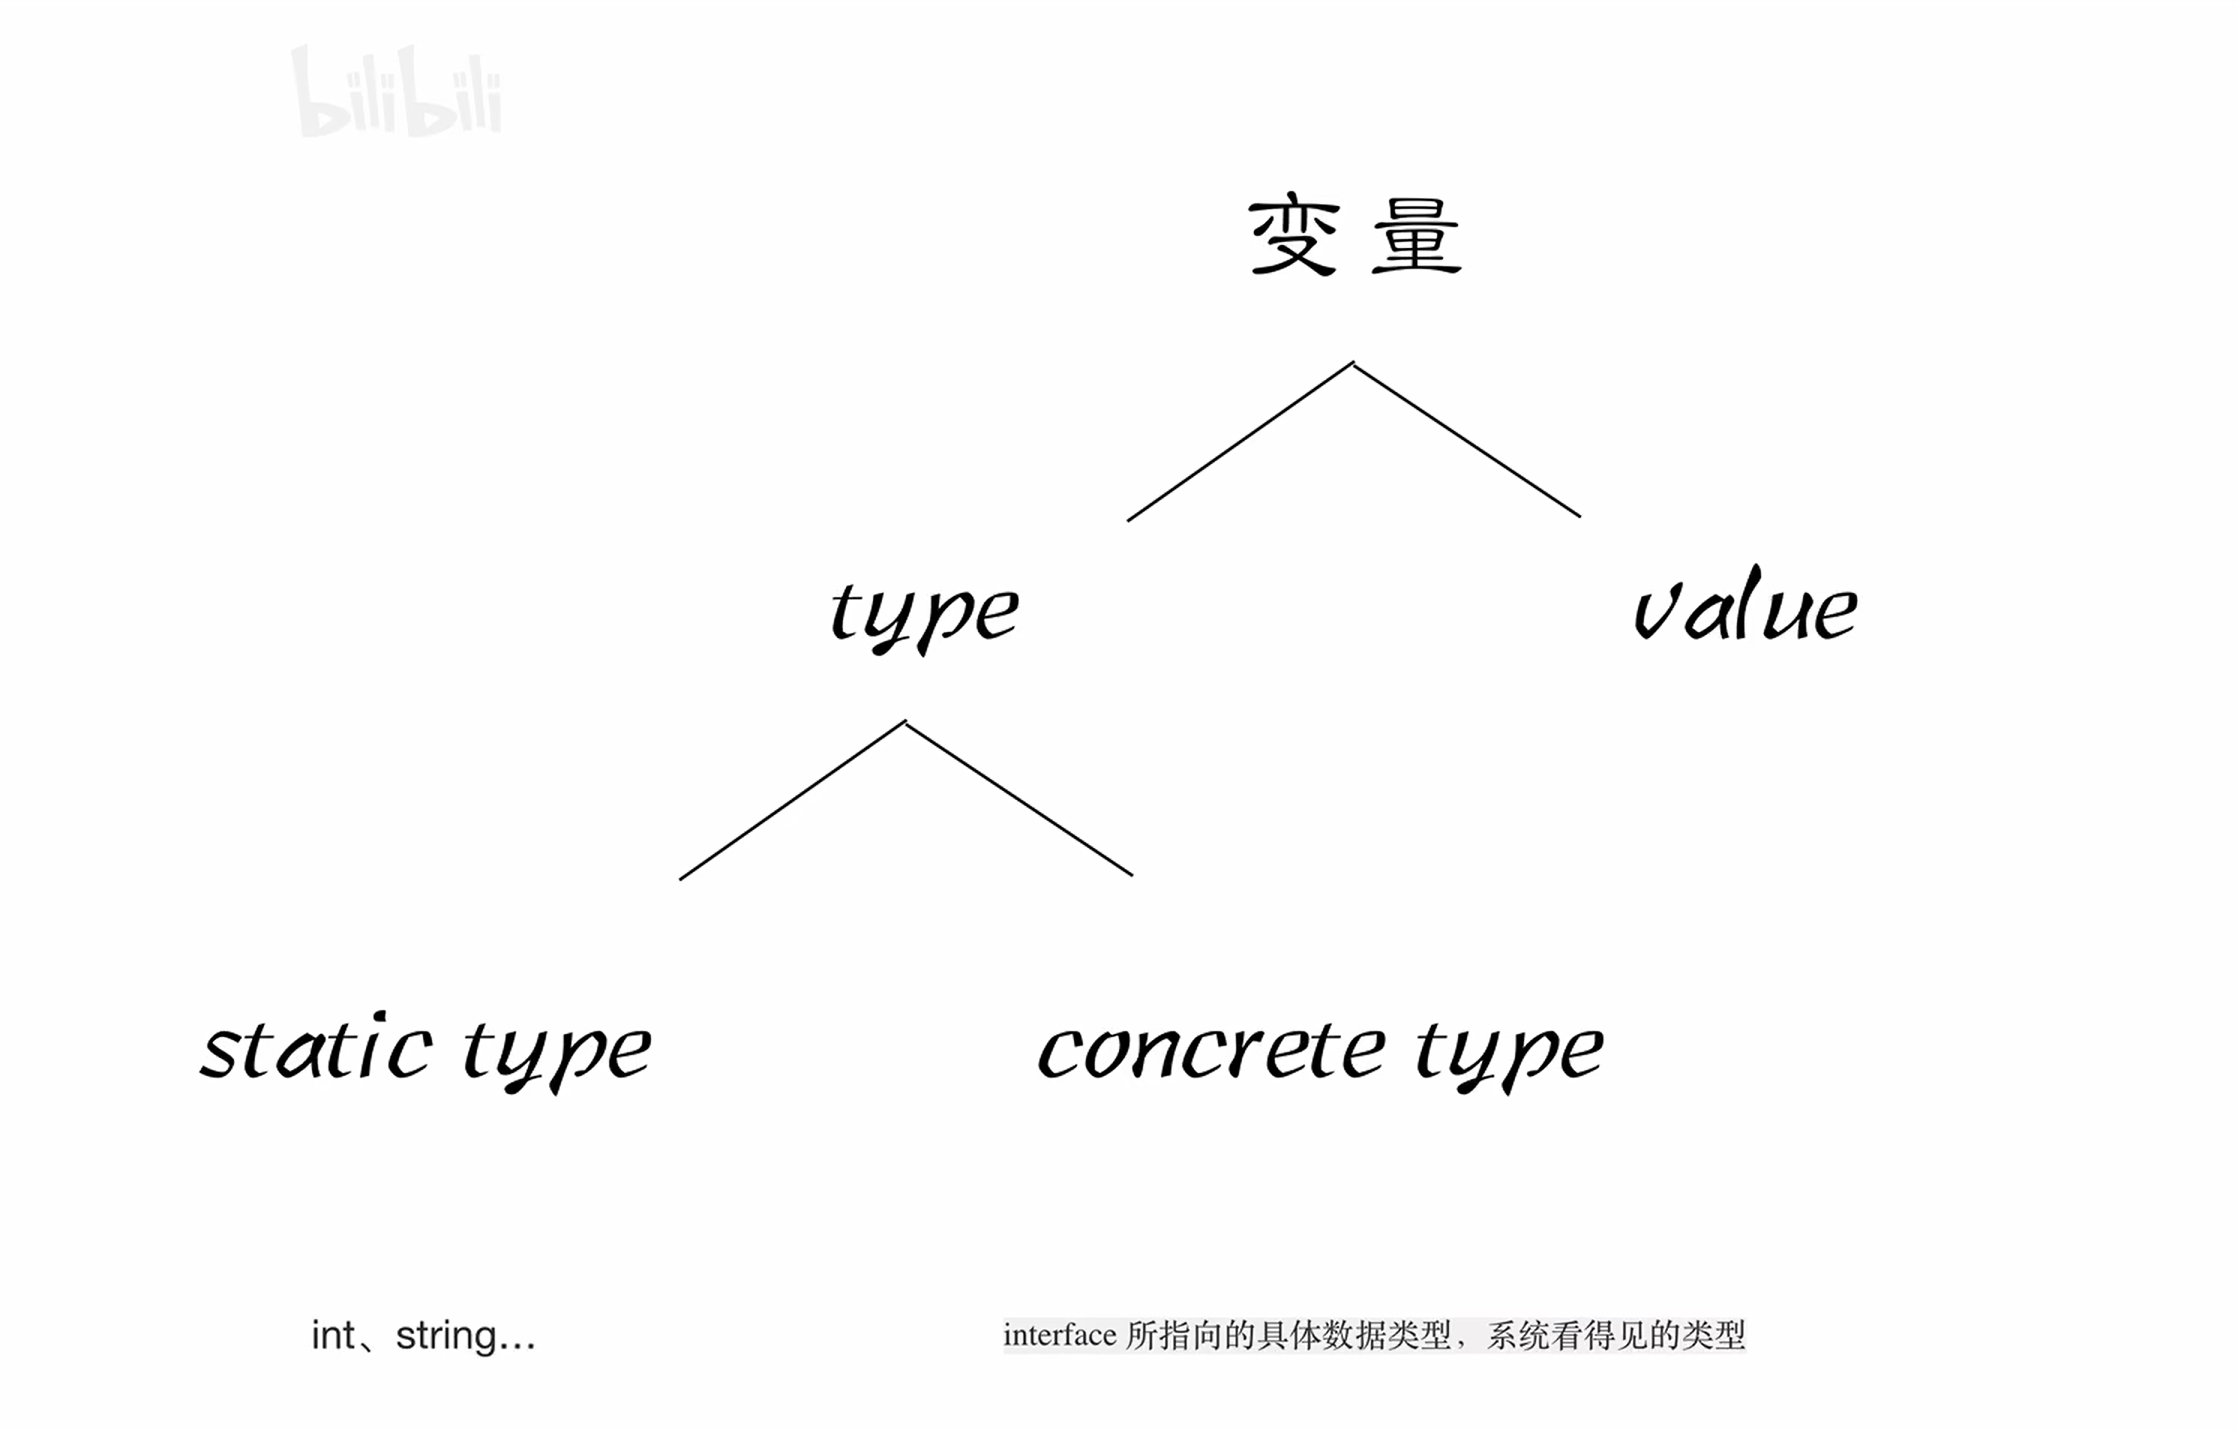 bilibili
变量
type
value
static type
concrete type
int、string...
interface 所指向的具体数据类型，系统看得见的类型